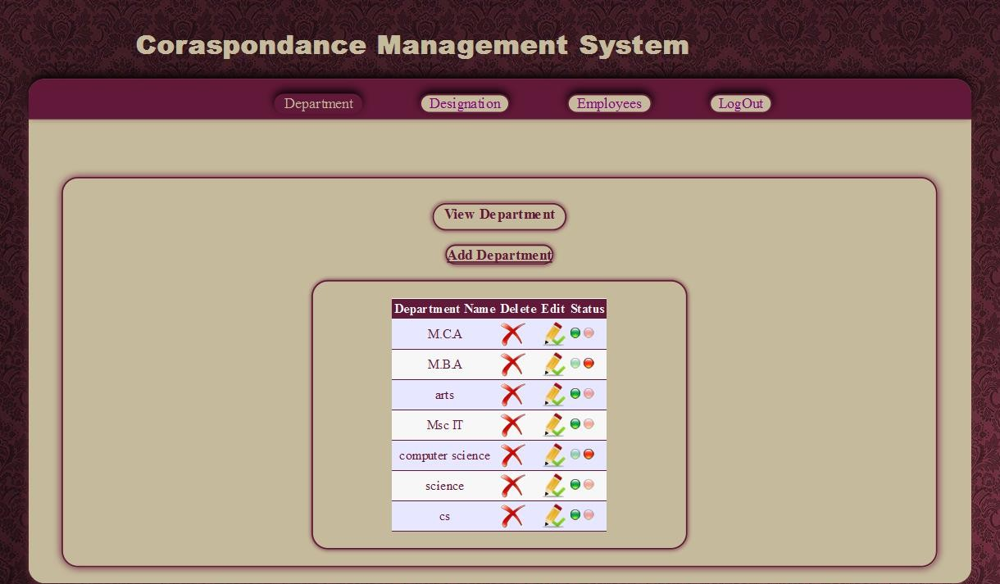 Coraspondance Management System
Department Designation Employees LogOut
View Department
Add Department
Department Name Delete Edit Status
M.C.A
M.B.A
arts
Msc IT
computer science
science
cs